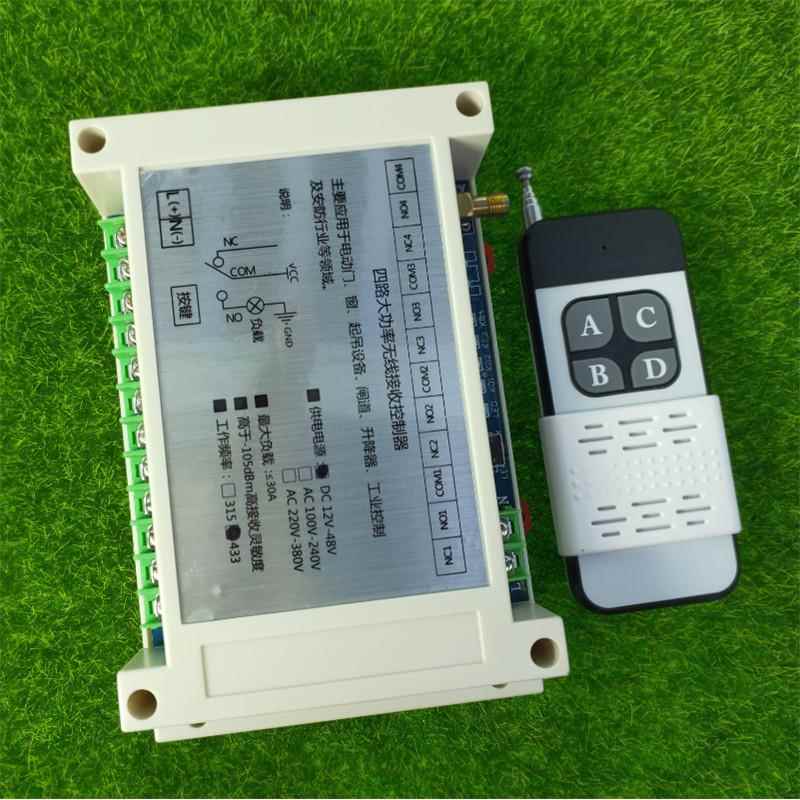 COM4 NO4 NC4 COM3 NO3 NC3 COM2 NO2 NC2 COM1 NO1 NC1
四路大功率无线接收控制器
主要应用于电动门、窗、起吊设备、闸道、升降器、工业控制
及安防行业等领域。
说明:
NC
COM
VCC
NO
负载
GND
■供电电源:■DC 12V-48V
□AC 100V-240V
□AC 220V-380V
■最大负载:≤30A
■高于-105dBm高接收灵敏度
■工作频率:□315 ■433
L(+)N(-)
按键
A C
B D
N
L